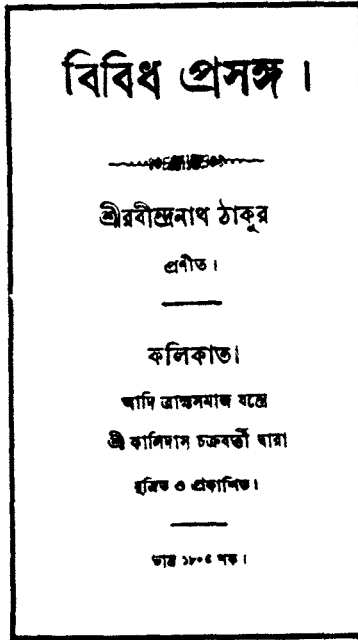 বিবিধ প্রসঙ্গ।
শ্রীরবীন্দ্রনাথ ঠাকুর
প্রণীত।
কলিকাতা।
আদি ব্রাহ্মসমাজ যন্ত্রে
শ্রী কালিদাস চক্রবর্ত্তী দ্বারা
মুদ্রিত ও প্রকাশিত।
ভাদ্র ১৮০৫ শক।